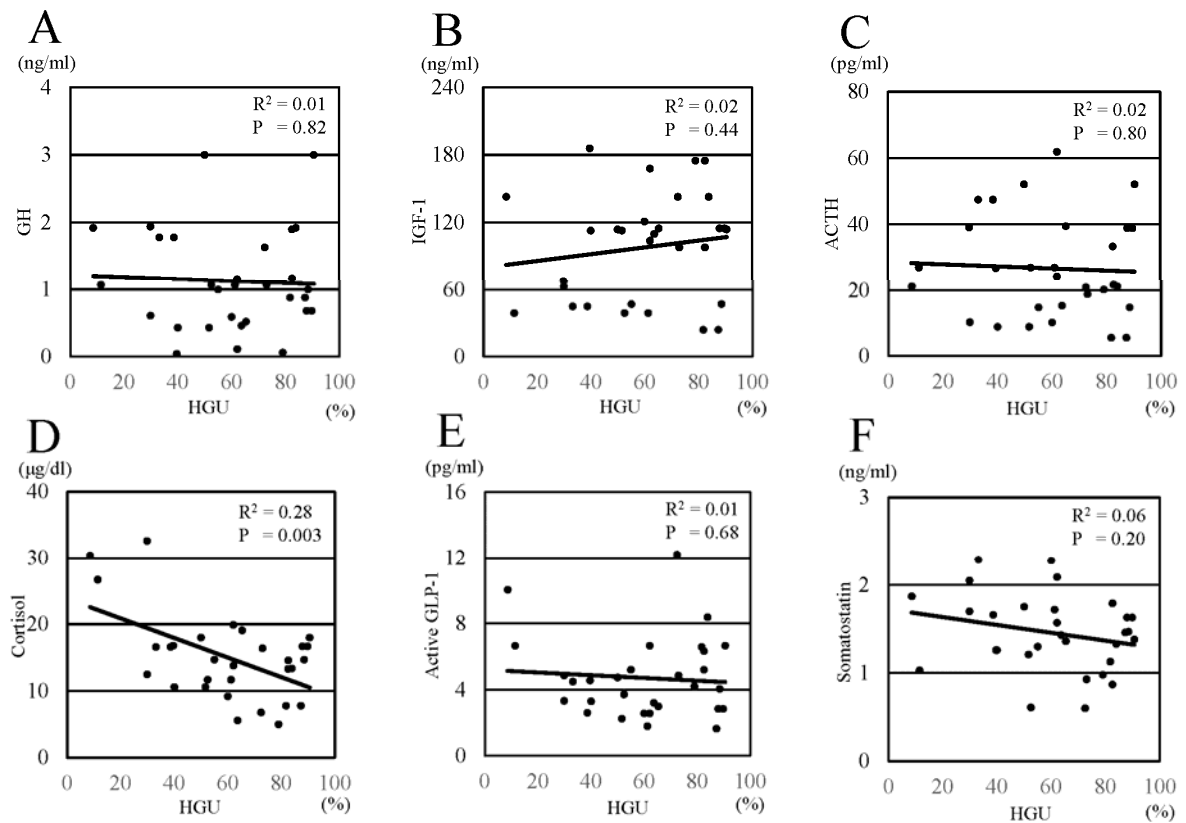 A
(ng/ml)
4
3
2
1
0
GH
R² = 0.01
P = 0.82
0 20 40 60 80 100
HGU (%)
B
(ng/ml)
240
180
120
60
0
IGF-1
R² = 0.02
P = 0.44
0 20 40 60 80 100
HGU (%)
C
(pg/ml)
80
60
40
20
0
ACTH
R² = 0.02
P = 0.80
0 20 40 60 80 100
HGU (%)
D
(μg/dl)
40
30
20
10
0
Cortisol
R² = 0.28
P = 0.003
0 20 40 60 80 100
HGU (%)
E
(pg/ml)
16
12
8
4
0
Active GLP-1
R² = 0.01
P = 0.68
0 20 40 60 80 100
HGU (%)
F
(ng/ml)
3
2
1
0
Somatostatin
R² = 0.06
P = 0.20
0 20 40 60 80 100
HGU (%)